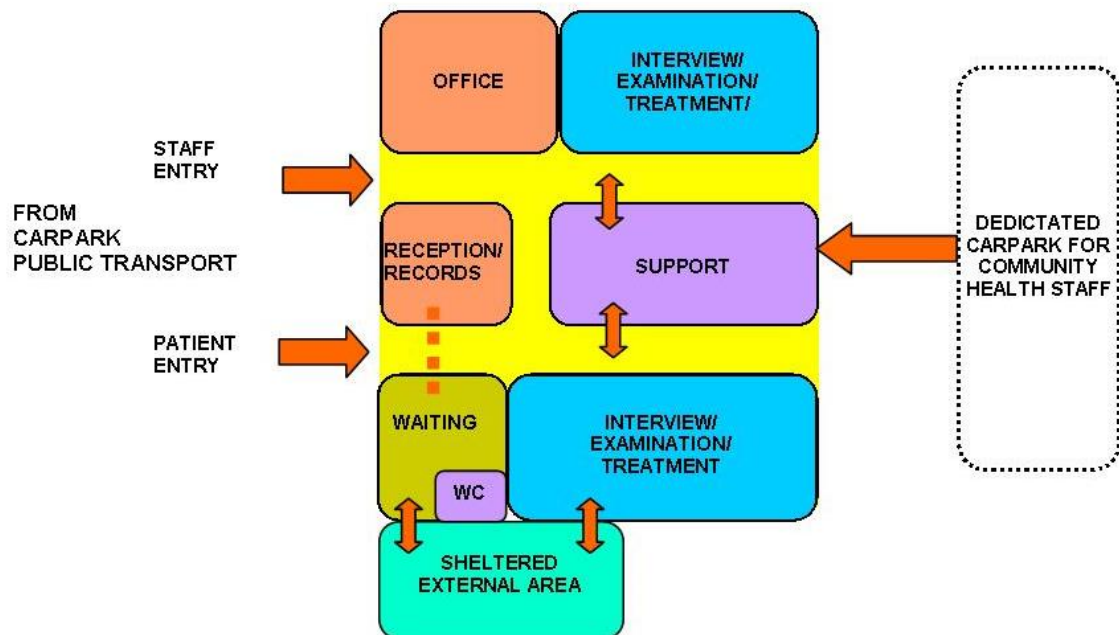 OFFICE
INTERVIEW/
EXAMINATION/
TREATMENT/
STAFF
ENTRY
FROM
CARPARK
PUBLIC TRANSPORT
RECEPTION/
RECORDS
SUPPORT
DEDICTATED
CARPARK FOR
COMMUNITY
HEALTH STAFF
PATIENT
ENTRY
WAITING
INTERVIEW/
EXAMINATION/
TREATMENT
WC
SHELTERED
EXTERNAL AREA